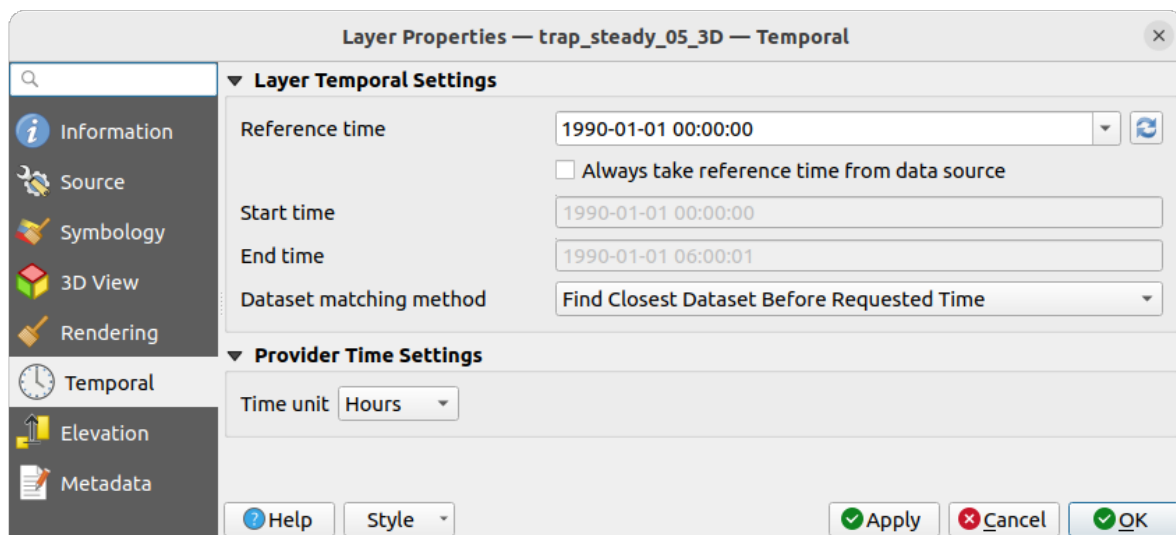 Layer Properties — trap_steady_05_3D — Temporal
Information
Source
Symbology
3D View
Rendering
Temporal
Elevation
Metadata
Layer Temporal Settings
Reference time 1990-01-01 00:00:00
Always take reference time from data source
Start time 1990-01-01 00:00:00
End time 1990-01-01 06:00:01
Dataset matching method Find Closest Dataset Before Requested Time
Provider Time Settings
Time unit Hours
Help Style Apply Cancel OK